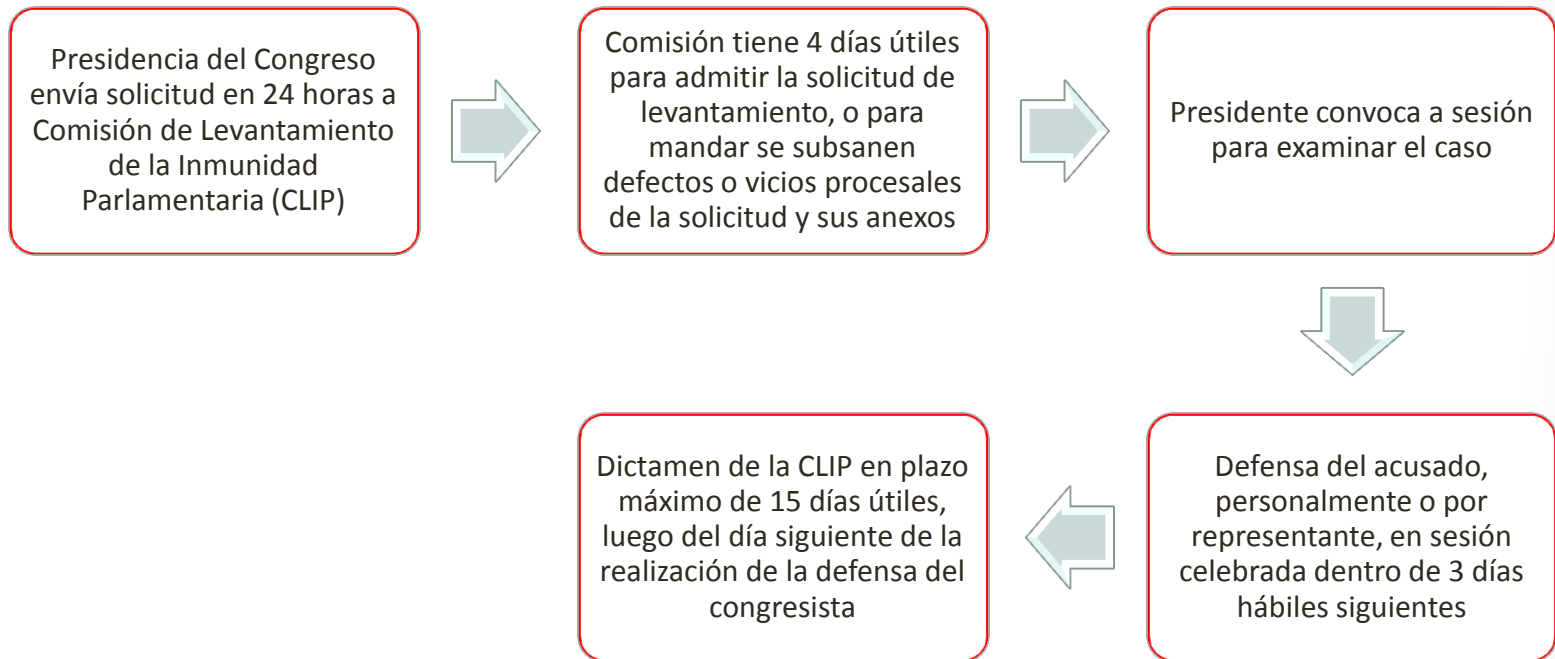 Presidencia del Congreso
envía solicitud en 24 horas a
Comisión de Levantamiento
de la Inmunidad
Parlamentaria (CLIP)
Comisión tiene 4 días útiles
para admitir la solicitud de
levantamiento, o para
mandar se subsanen
defectos o vicios procesales
de la solicitud y sus anexos
Presidente convoca a sesión
para examinar el caso
Defensa del acusado,
personalmente o por
representante, en sesión
celebrada dentro de 3 días
hábiles siguientes
Dictamen de la CLIP en plazo
máximo de 15 días útiles,
luego del día siguiente de la
realización de la defensa del
congresista